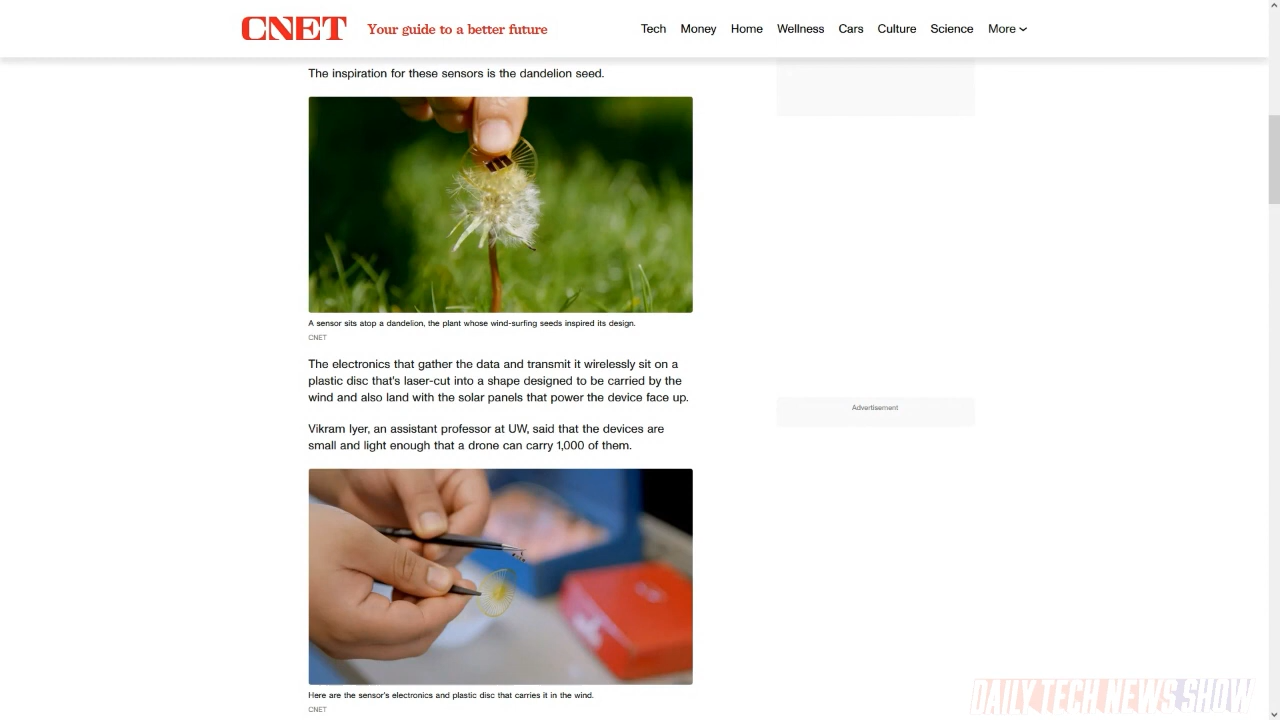 CNET
Your guide to a better future
Tech Money Home Wellness Cars Culture Science More
The inspiration for these sensors is the dandelion seed.
A sensor sits atop a dandelion, the plant whose wind-surfing seeds inspired its design.
CNET
The electronics that gather the data and transmit it wirelessly sit on a
plastic disc that's laser-cut into a shape designed to be carried by the
wind and also land with the solar panels that power the device face up.
Advertisement
Vikram Iyer, an assistant professor at UW, said that the devices are
small and light enough that a drone can carry 1,000 of them.
Here are the sensor's electronics and plastic disc that carries it in the wind.
CNET
DAILY TECH NEWS SHOW